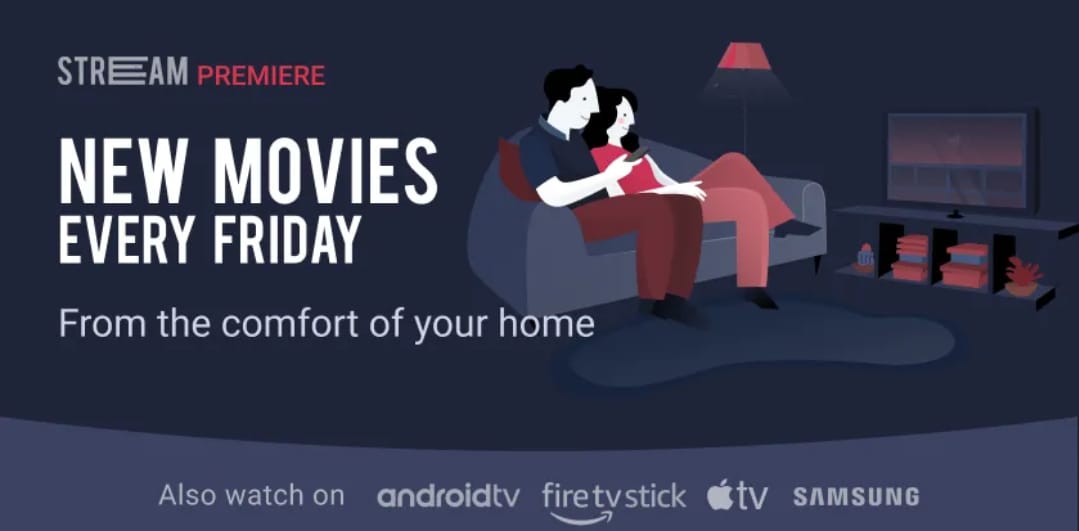 STREAM PREMIERE
NEW MOVIES
EVERY FRIDAY
From the comfort of your home
Also watch on androidtv firetvstick tv SAMSUNG